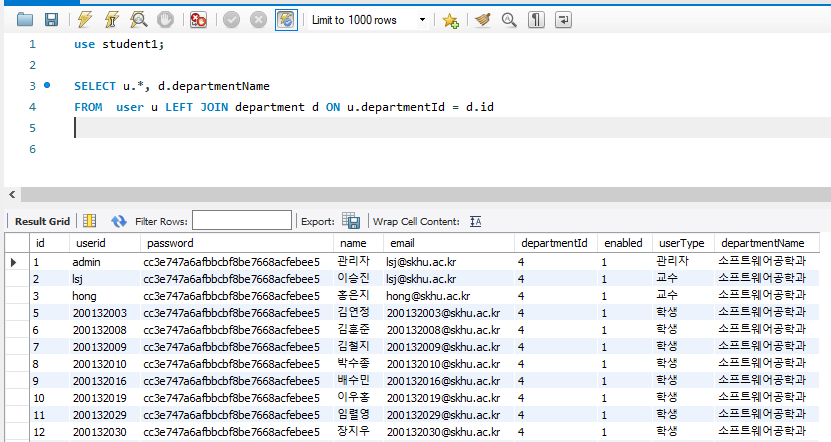 Limit to 1000 rows
1 use student1;
2
3 SELECT u.*, d.departmentName
4 FROM user u LEFT JOIN department d ON u.departmentId = d.id
5
6
Result Grid Filter Rows: Export: Wrap Cell Content:
id userid password name email departmentId enabled userType departmentName
1 admin cc3e747a6afbbcbf8be7668acfebee5 관리자 lsj@skhu.ac.kr 4 1 관리자 소프트웨어공학과
2 lsj cc3e747a6afbbcbf8be7668acfebee5 이승진 lsj@skhu.ac.kr 4 1 교수 소프트웨어공학과
3 hong cc3e747a6afbbcbf8be7668acfebee5 홍은지 hong@skhu.ac.kr 4 1 교수 소프트웨어공학과
5 200132003 cc3e747a6afbbcbf8be7668acfebee5 김연정 200132003@skhu.ac.kr 4 1 학생 소프트웨어공학과
6 200132008 cc3e747a6afbbcbf8be7668acfebee5 김홍준 200132008@skhu.ac.kr 4 1 학생 소프트웨어공학과
7 200132009 cc3e747a6afbbcbf8be7668acfebee5 김철지 200132009@skhu.ac.kr 4 1 학생 소프트웨어공학과
8 200132010 cc3e747a6afbbcbf8be7668acfebee5 박수종 200132010@skhu.ac.kr 4 1 학생 소프트웨어공학과
9 200132016 cc3e747a6afbbcbf8be7668acfebee5 배수민 200132016@skhu.ac.kr 4 1 학생 소프트웨어공학과
10 200132019 cc3e747a6afbbcbf8be7668acfebee5 이우홍 200132019@skhu.ac.kr 4 1 학생 소프트웨어공학과
11 200132029 cc3e747a6afbbcbf8be7668acfebee5 임렬영 200132029@skhu.ac.kr 4 1 학생 소프트웨어공학과
12 200132030 cc3e747a6afbbcbf8be7668acfebee5 장지우 200132030@skhu.ac.kr 4 1 학생 소프트웨어공학과